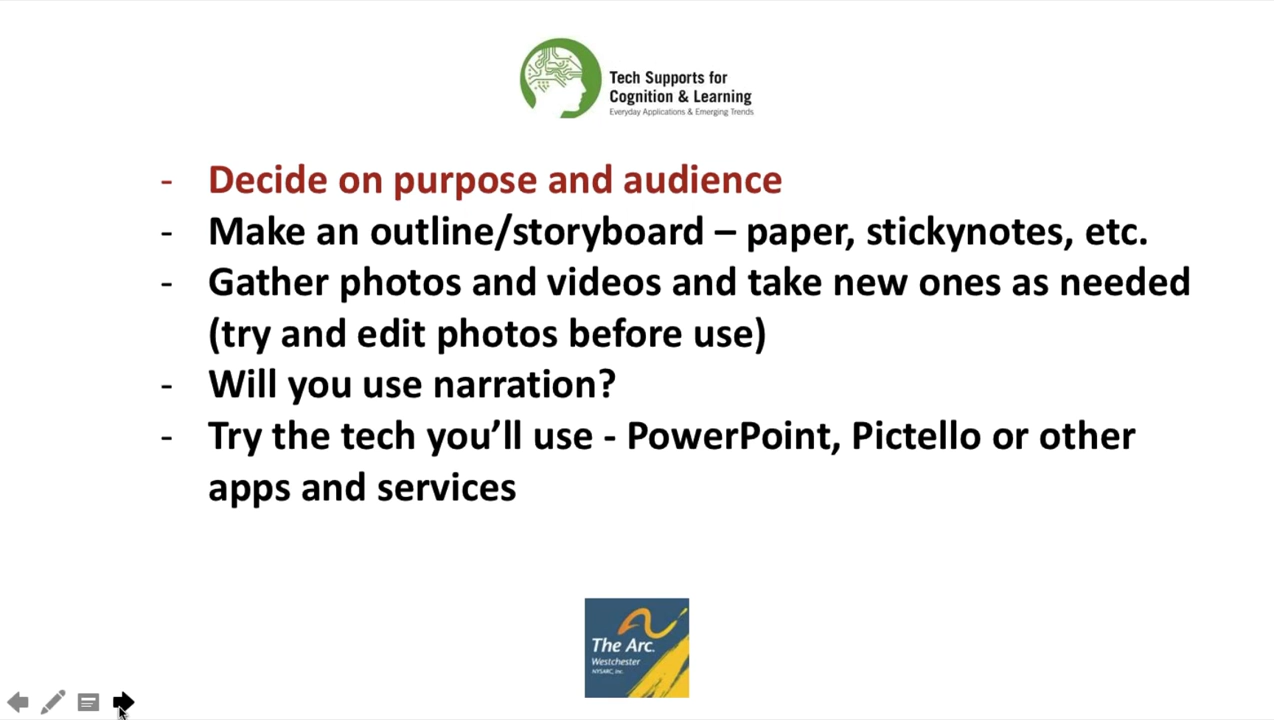 Tech Supports for
Cognition & Learning
Everyday Applications & Emerging Trends
- Decide on purpose and audience
- Make an outline/storyboard – paper, stickynotes, etc.
- Gather photos and videos and take new ones as needed
(try and edit photos before use)
- Will you use narration?
- Try the tech you’ll use - PowerPoint, Pictello or other
apps and services
The Arc.
Westchester
NYSARC, Inc.